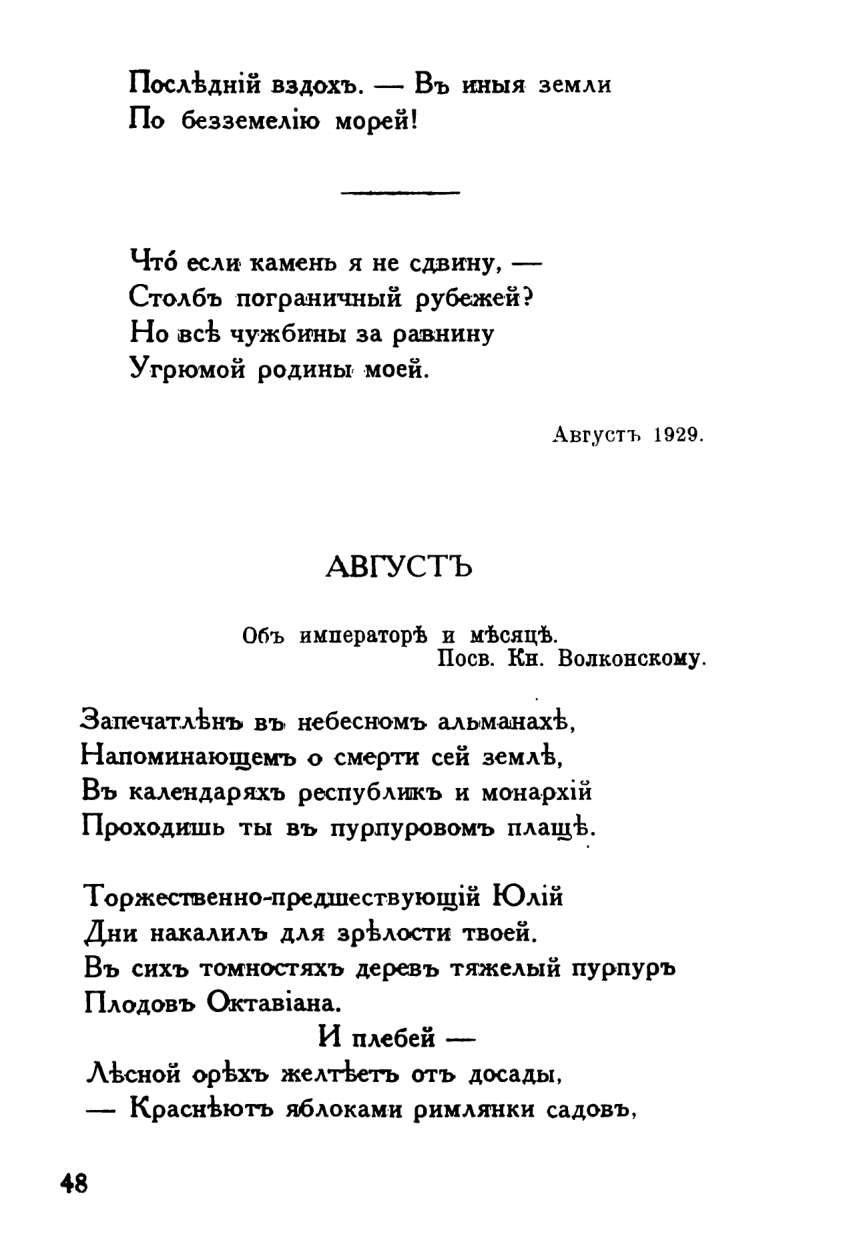 Послѣдній вздохъ. — Въ иныя земли
По безземелію морей!
Что́ если камень я не сдвину, —
Столбъ пограничный рубежей?
Но всѣ чужбины за равнину
Угрюмой родины моей.
Августъ 1929.
АВГУСТЪ
Объ императорѣ и мѣсяцѣ.
Посв. Кн. Волконскому.
Запечатлѣнъ въ небесномъ альманахѣ,
Напоминающемъ о смерти сей землѣ,
Въ календаряхъ республикъ и монархій
Проходишь ты въ пурпуровомъ плащѣ.
Торжественно-предшествующій Юлій
Дни накалилъ для зрѣлости твоей.
Въ сихъ томностяхъ деревъ тяжелый пурпуръ
Плодовъ Октавіана.
И плебей —
Лѣсной орѣхъ желтѣетъ отъ досады,
— Краснѣютъ яблоками римлянки садовъ,
48